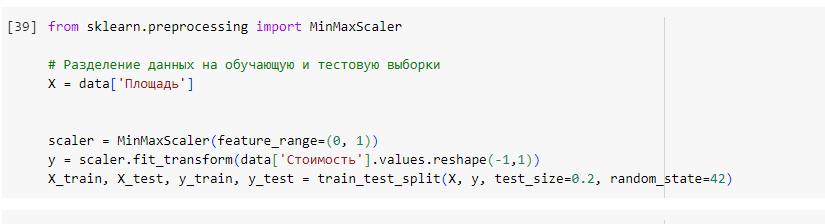 [39] from sklearn.preprocessing import MinMaxScaler
# Разделение данных на обучающую и тестовую выборки
X = data['Площадь']
scaler = MinMaxScaler(feature_range=(0, 1))
y = scaler.fit_transform(data['Стоимость'].values.reshape(-1,1))
X_train, X_test, y_train, y_test = train_test_split(X, y, test_size=0.2, random_state=42)